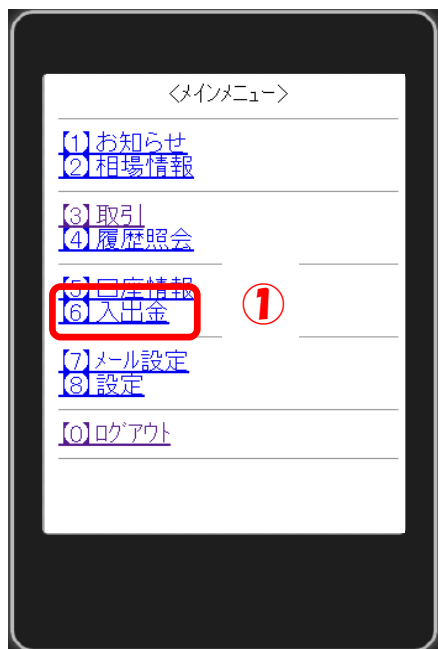 <メインメニュー>
【1】お知らせ
【2】相場情報
【3】取引
【4】履歴照会
【5】口座情報
【6】入出金
①
【7】メール設定
【8】設定
【0】ログアウト